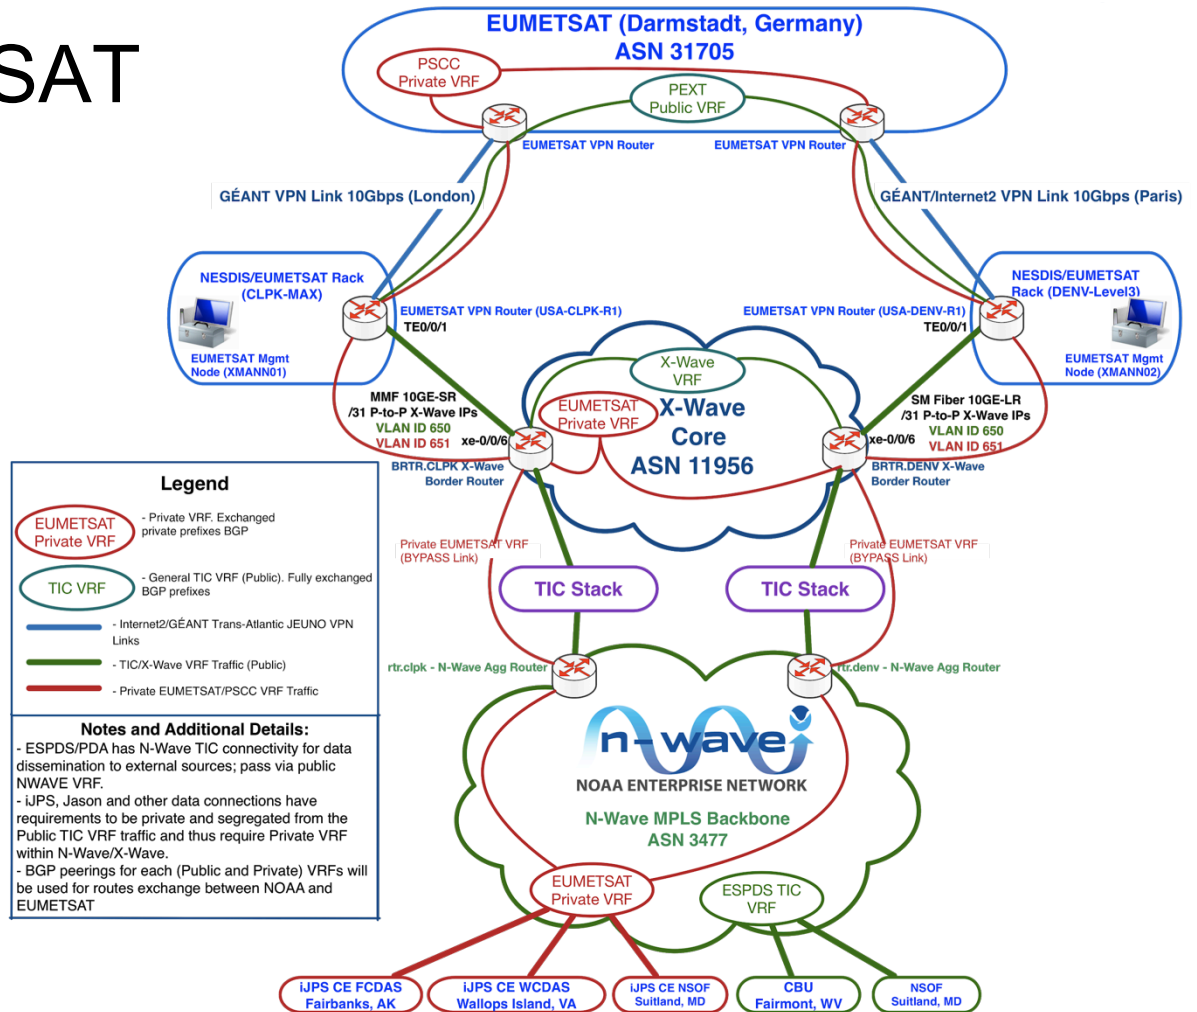 SAT
EUMETSAT (Darmstadt, Germany)
ASN 31705
PSCC
Private VRF
PEXT
Public VRF
EUMETSAT VPN Router
EUMETSAT VPN Router
GÉANT VPN Link 10Gbps (London)
GÉANT/Internet2 VPN Link 10Gbps (Paris)
NESDIS/EUMETSAT Rack
(CLPK-MAX)
EUMETSAT Mgmt
Node (XMANN01)
EUMETSAT VPN Router (USA-CLPK-R1)
TE0/0/1
EUMETSAT VPN Router (USA-DENV-R1)
TE0/0/1
NESDIS/EUMETSAT
Rack (DENV-Level3)
EUMETSAT Mgmt
Node (XMANN02)
MMF 10GE-SR
/31 P-to-P X-Wave IPs
VLAN ID 650
VLAN ID 651
xe-0/0/6
BRTR.CLPK X-Wave
Border Router
X-Wave
VRF
EUMETSAT
Private VRF
X-Wave
Core
ASN 11956
SM Fiber 10GE-LR
/31 P-to-P X-Wave IPs
VLAN ID 650
VLAN ID 651
xe-0/0/6
BRTR.DENV X-Wave
Border Router
Private EUMETSAT VRF
(BYPASS Link)
Private EUMETSAT VRF
(BYPASS Link)
TIC Stack
TIC Stack
rtr.clpk - N-Wave Agg Router
rtr.denv - N-Wave Agg Router
n-wave
NOAA ENTERPRISE NETWORK
N-Wave MPLS Backbone
ASN 3477
EUMETSAT
Private VRF
ESPDS TIC
VRF
iJPS CE FCDAS
Fairbanks, AK
iJPS CE WCDAS
Wallops Island, VA
iJPS CE NSOF
Suitland, MD
CBU
Fairmont, WV
NSOF
Suitland, MD
Legend
EUMETSAT
Private VRF
- Private VRF. Exchanged
private prefixes BGP
TIC VRF
- General TIC VRF (Public). Fully exchanged
BGP prefixes
- Internet2/GÉANT Trans-Atlantic JEUNO VPN
Links
- TIC/X-Wave VRF Traffic (Public)
- Private EUMETSAT/PSCC VRF Traffic
Notes and Additional Details:
- ESPDS/PDA has N-Wave TIC connectivity for data
dissemination to external sources; pass via public
NWAVE VRF.
- iJPS, Jason and other data connections have
requirements to be private and segregated from the
Public TIC VRF traffic and thus require Private VRF
within N-Wave/X-Wave.
- BGP peerings for each (Public and Private) VRFs will
be used for routes exchange between NOAA and
EUMETSAT